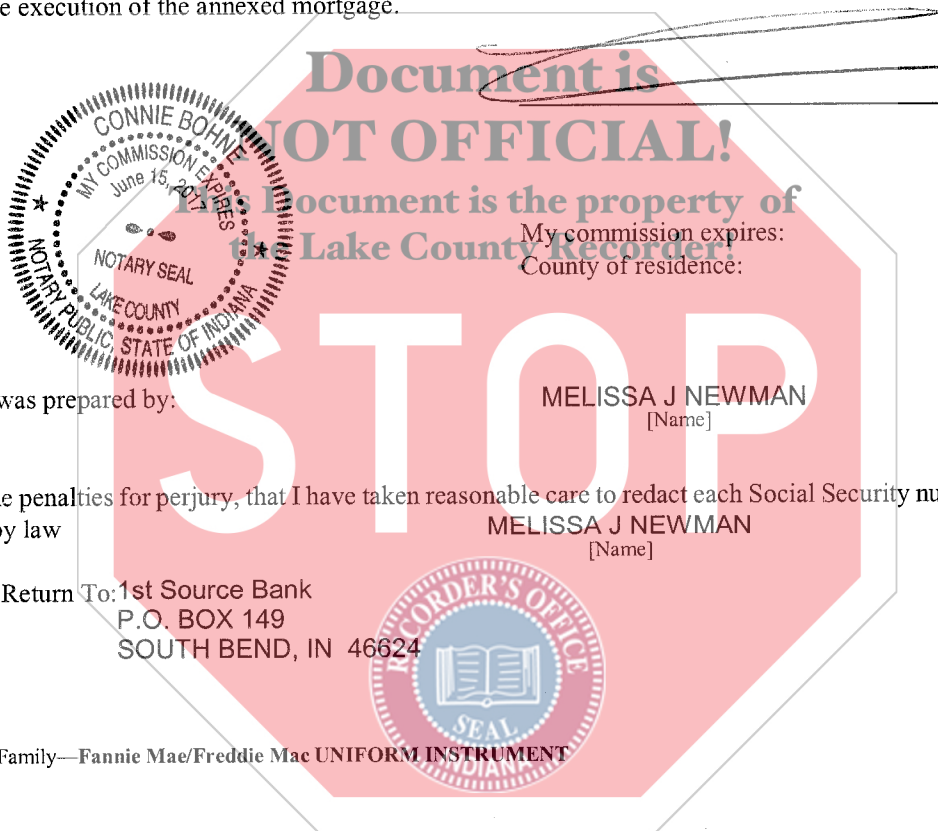 e execution of the annexed mortgage.
Document is
NOT OFFICIAL!
This Document is the property of
the Lake County Recorder!
CONNIE BOHNE
MY COMMISSION EXPIRES
June 15, 2017
NOTARY SEAL
LAKE COUNTY
NOTARY PUBLIC, STATE OF INDIANA
My commission expires:
County of residence:
STOP
was prepared by:
MELISSA J NEWMAN
[Name]
e penalties for perjury, that I have taken reasonable care to redact each Social Security nu
by law
MELISSA J NEWMAN
[Name]
Return To: 1st Source Bank
P.O. BOX 149
SOUTH BEND, IN 46624
RECORDER'S OFFICE
SEAL
INDIANA
Family—Fannie Mae/Freddie Mac UNIFORM INSTRUMENT